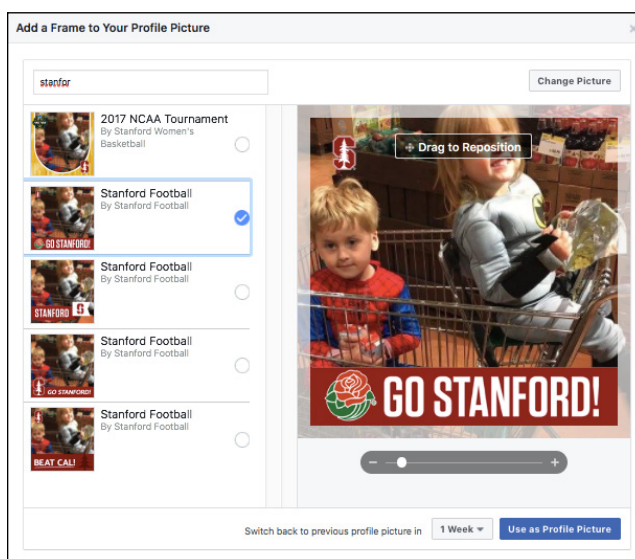 Add a Frame to Your Profile Picture
stanfor
Change Picture
2017 NCAA Tournament
By Stanford Women's
Basketball
Stanford Football
By Stanford Football
GO STANFORD!
Stanford Football
By Stanford Football
STANFORD
Stanford Football
By Stanford Football
GO STANFORD!
Stanford Football
By Stanford Football
BEAT CAL!
Drag to Reposition
GO STANFORD!
Switch back to previous profile picture in
1 Week
Use as Profile Picture